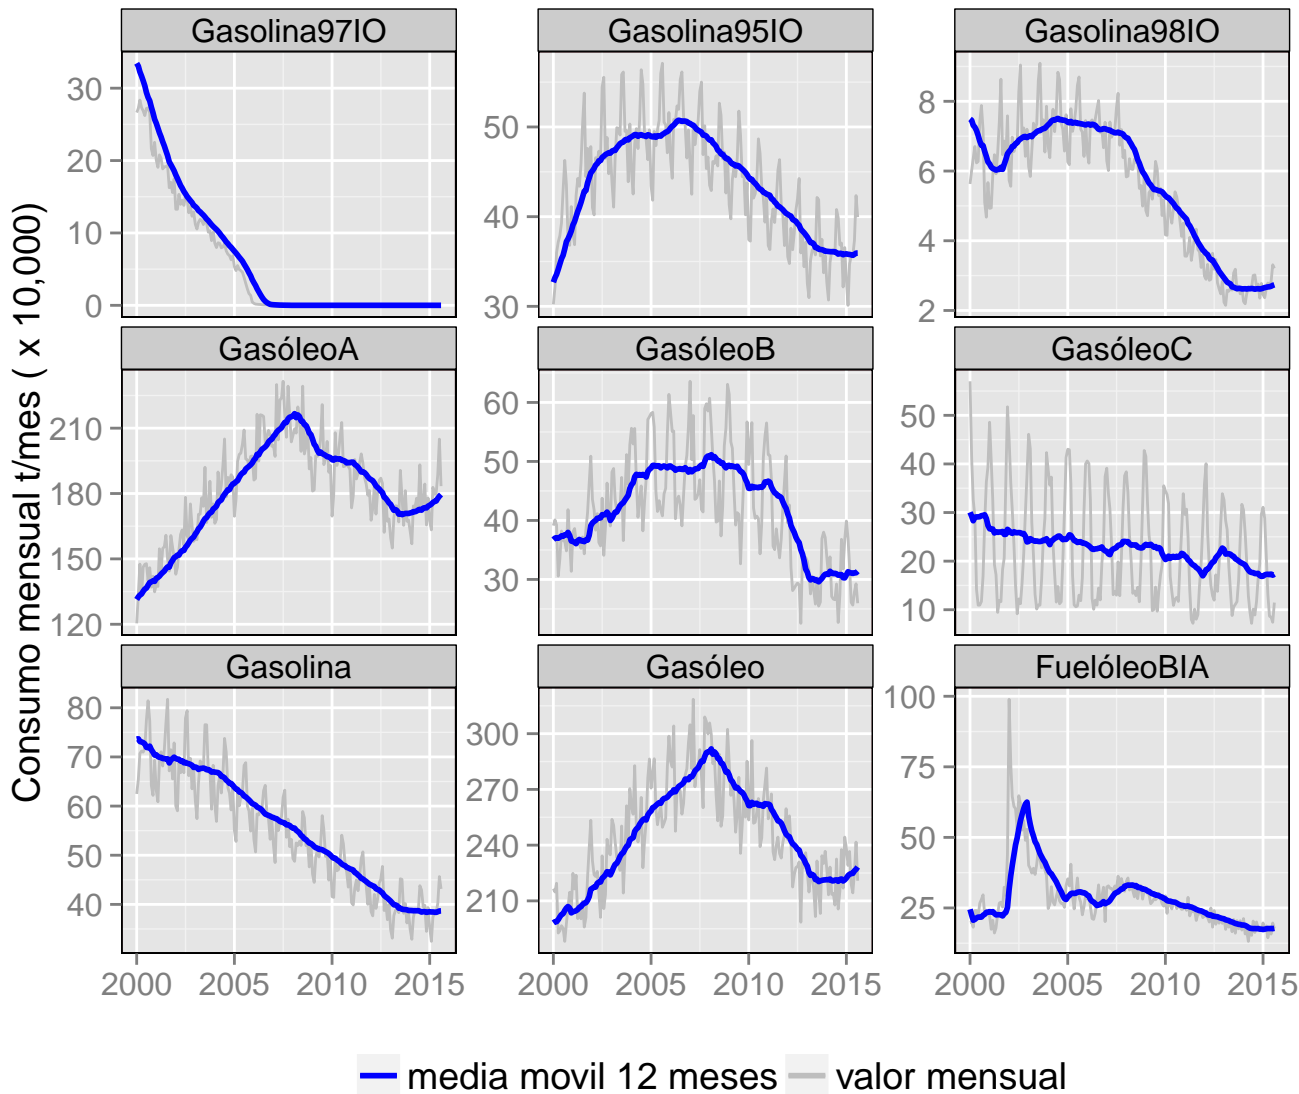 Consumo mensual t/mes ( x 10,000)
Gasolina97IO
Gasolina95IO
Gasolina98IO
30
20
10
0
50
40
30
8
6
4
2
GasóleoA
GasóleoB
GasóleoC
210
180
150
120
60
50
40
30
50
40
30
20
10
Gasolina
Gasóleo
FuelóleoBIA
80
70
60
50
40
300
270
240
210
100
75
50
25
2000 2005 2010 2015
2000 2005 2010 2015
2000 2005 2010 2015
media movil 12 meses valor mensual